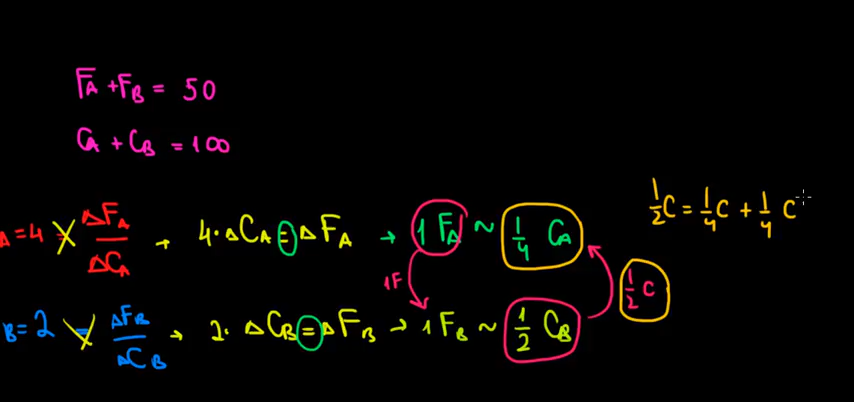 FA + FB = 50
CA + CB = 100
A = 4 ΔFA/ΔCA → 4·ΔCA = ΔFA → 1 FA ~ 1/4 CA
1/2 C = 1/4 C + 1/4 C
1F
1/2 C
B = 2 ΔFB/ΔCB → 2·ΔCB = ΔFB → 1 FB ~ 1/2 CB